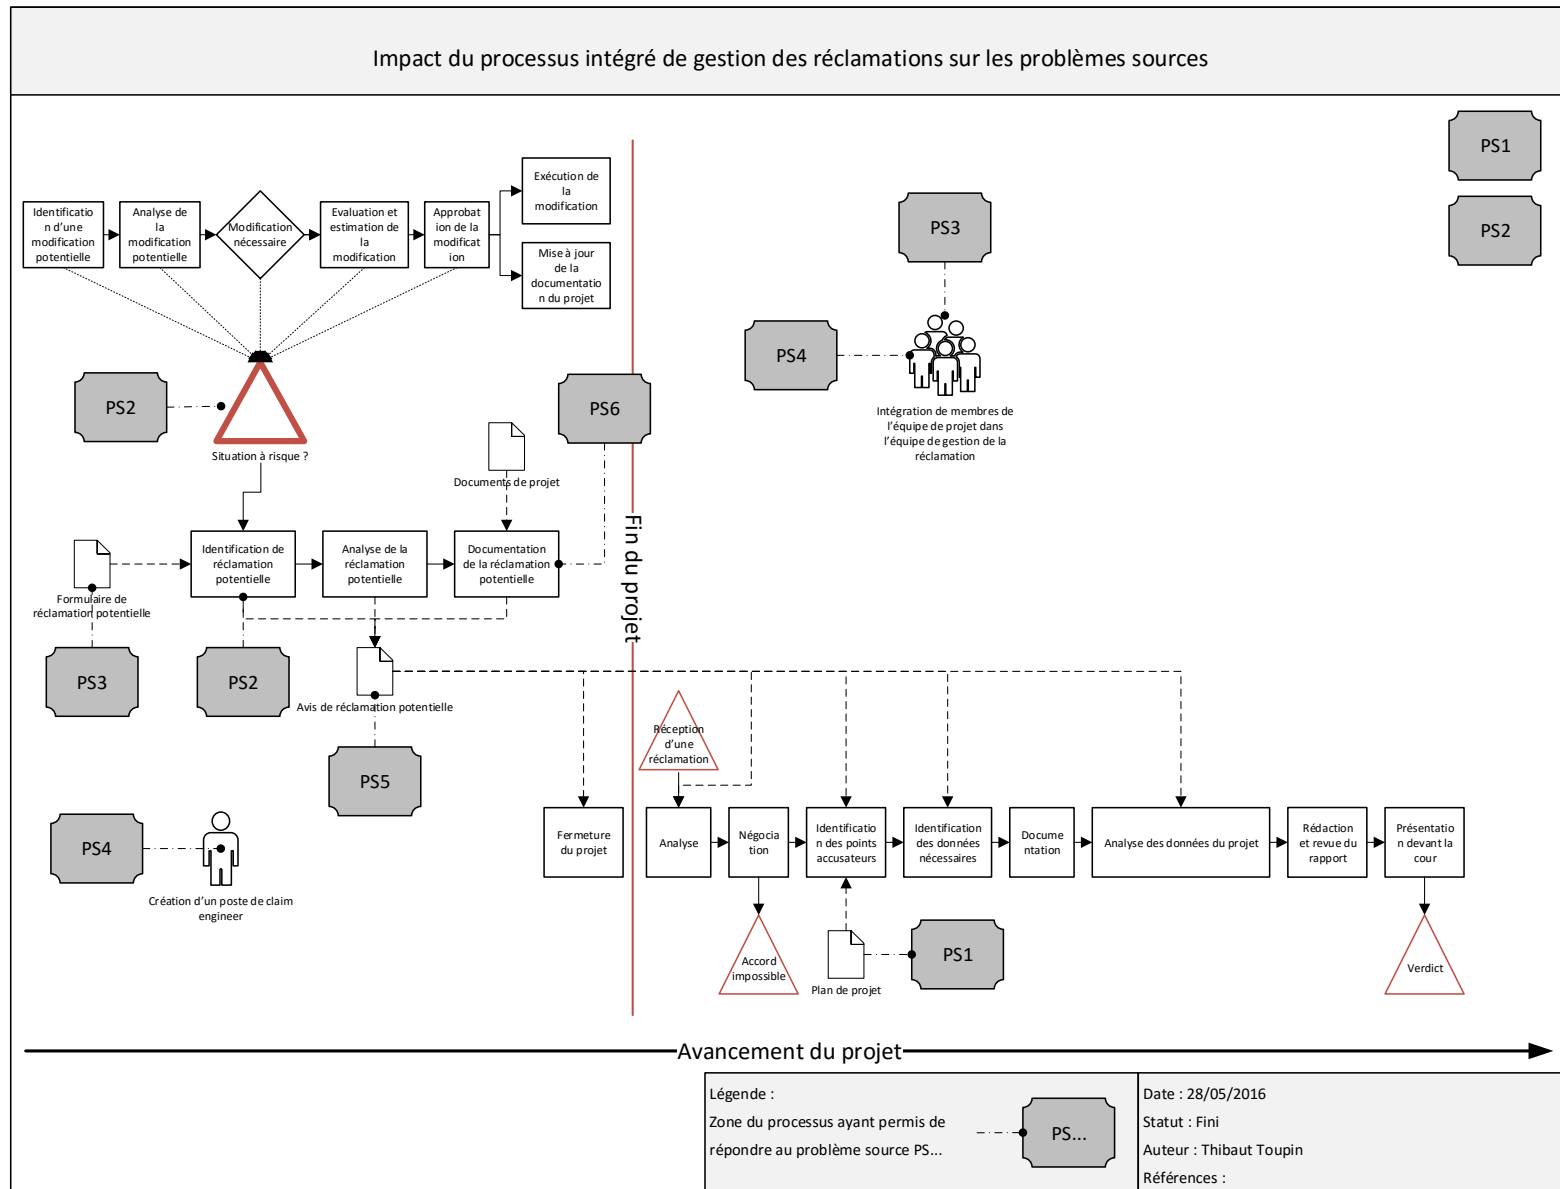 Impact du processus intégré de gestion des réclamations sur les problèmes sources
PS1
PS2
Exécution de
la
modification
Identificatio
n d'une
modification
potentielle
Analyse de
la
modification
potentielle
Modification
nécessaire
Evaluation et
estimation de
la
modification
Approbat
ion de la
modificat
ion
Mise à jour
de la
documentatio
n du projet
PS3
PS4
Intégration de membres de
l'équipe de projet dans
l'équipe de gestion de la
réclamation
PS2
Situation à risque ?
PS6
Documents de projet
Fin du projet
Formulaire de
réclamation potentielle
Identification de
réclamation
potentielle
Analyse de la
réclamation
potentielle
Documentation
de la réclamation
potentielle
PS3
PS2
Avis de réclamation potentielle
PS5
Réception
d'une
réclamation
PS4
Création d'un poste de claim
engineer
Fermeture
du projet
Analyse
Négocia
tion
Identificatio
n des points
accusateurs
Identification
des données
nécessaires
Docume
ntation
Analyse des données du projet
Rédaction
et revue du
rapport
Présentatio
n devant la
cour
Accord
impossible
Plan de projet
PS1
Verdict
Avancement du projet
Légende :
Zone du processus ayant permis de
répondre au problème source PS...
PS...
Date : 28/05/2016
Statut : Fini
Auteur : Thibaut Toupin
Références :